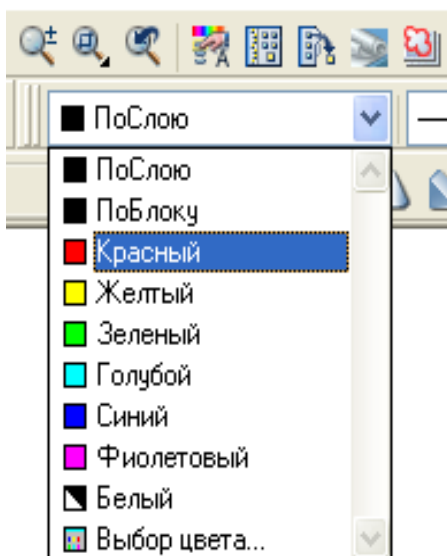 ПоСлою
ПоСлою
ПоБлоку
Красный
Желтый
Зеленый
Голубой
Синий
Фиолетовый
Белый
Выбор цвета...